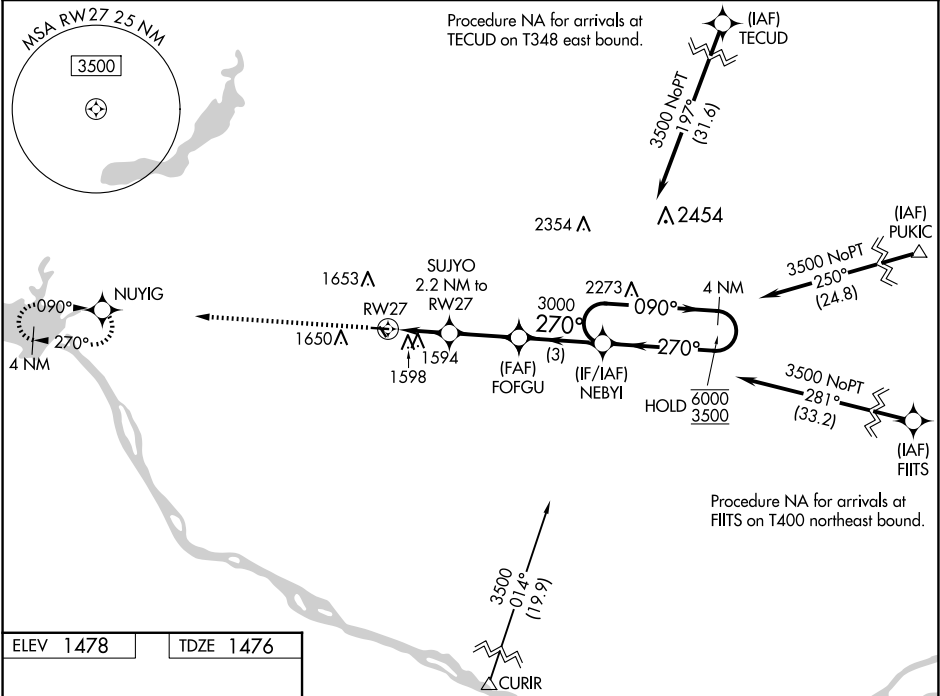 MSA RW27 25 NM
3500
Procedure NA for arrivals at
TECUD on T348 east bound.
(IAF)
TECUD
3500 NoPT
197°
(31.6)
2354
2454
(IAF)
PUKIC
3500 NoPT
250°
(24.8)
NUYIG
090°
270°
4 NM
1653
1650
RW27
SUJYO
2.2 NM to
RW27
1594
1598
(FAF)
FOFGU
3000
270°
(3)
2273
(IF/IAF)
NEBYI
090°
270°
4 NM
HOLD
6000
3500
3500 NoPT
281°
(33.2)
(IAF)
FIITS
Procedure NA for arrivals at
FIITS on T400 northeast bound.
3500
014°
(19.9)
CURIR
ELEV 1478
TDZE 1476